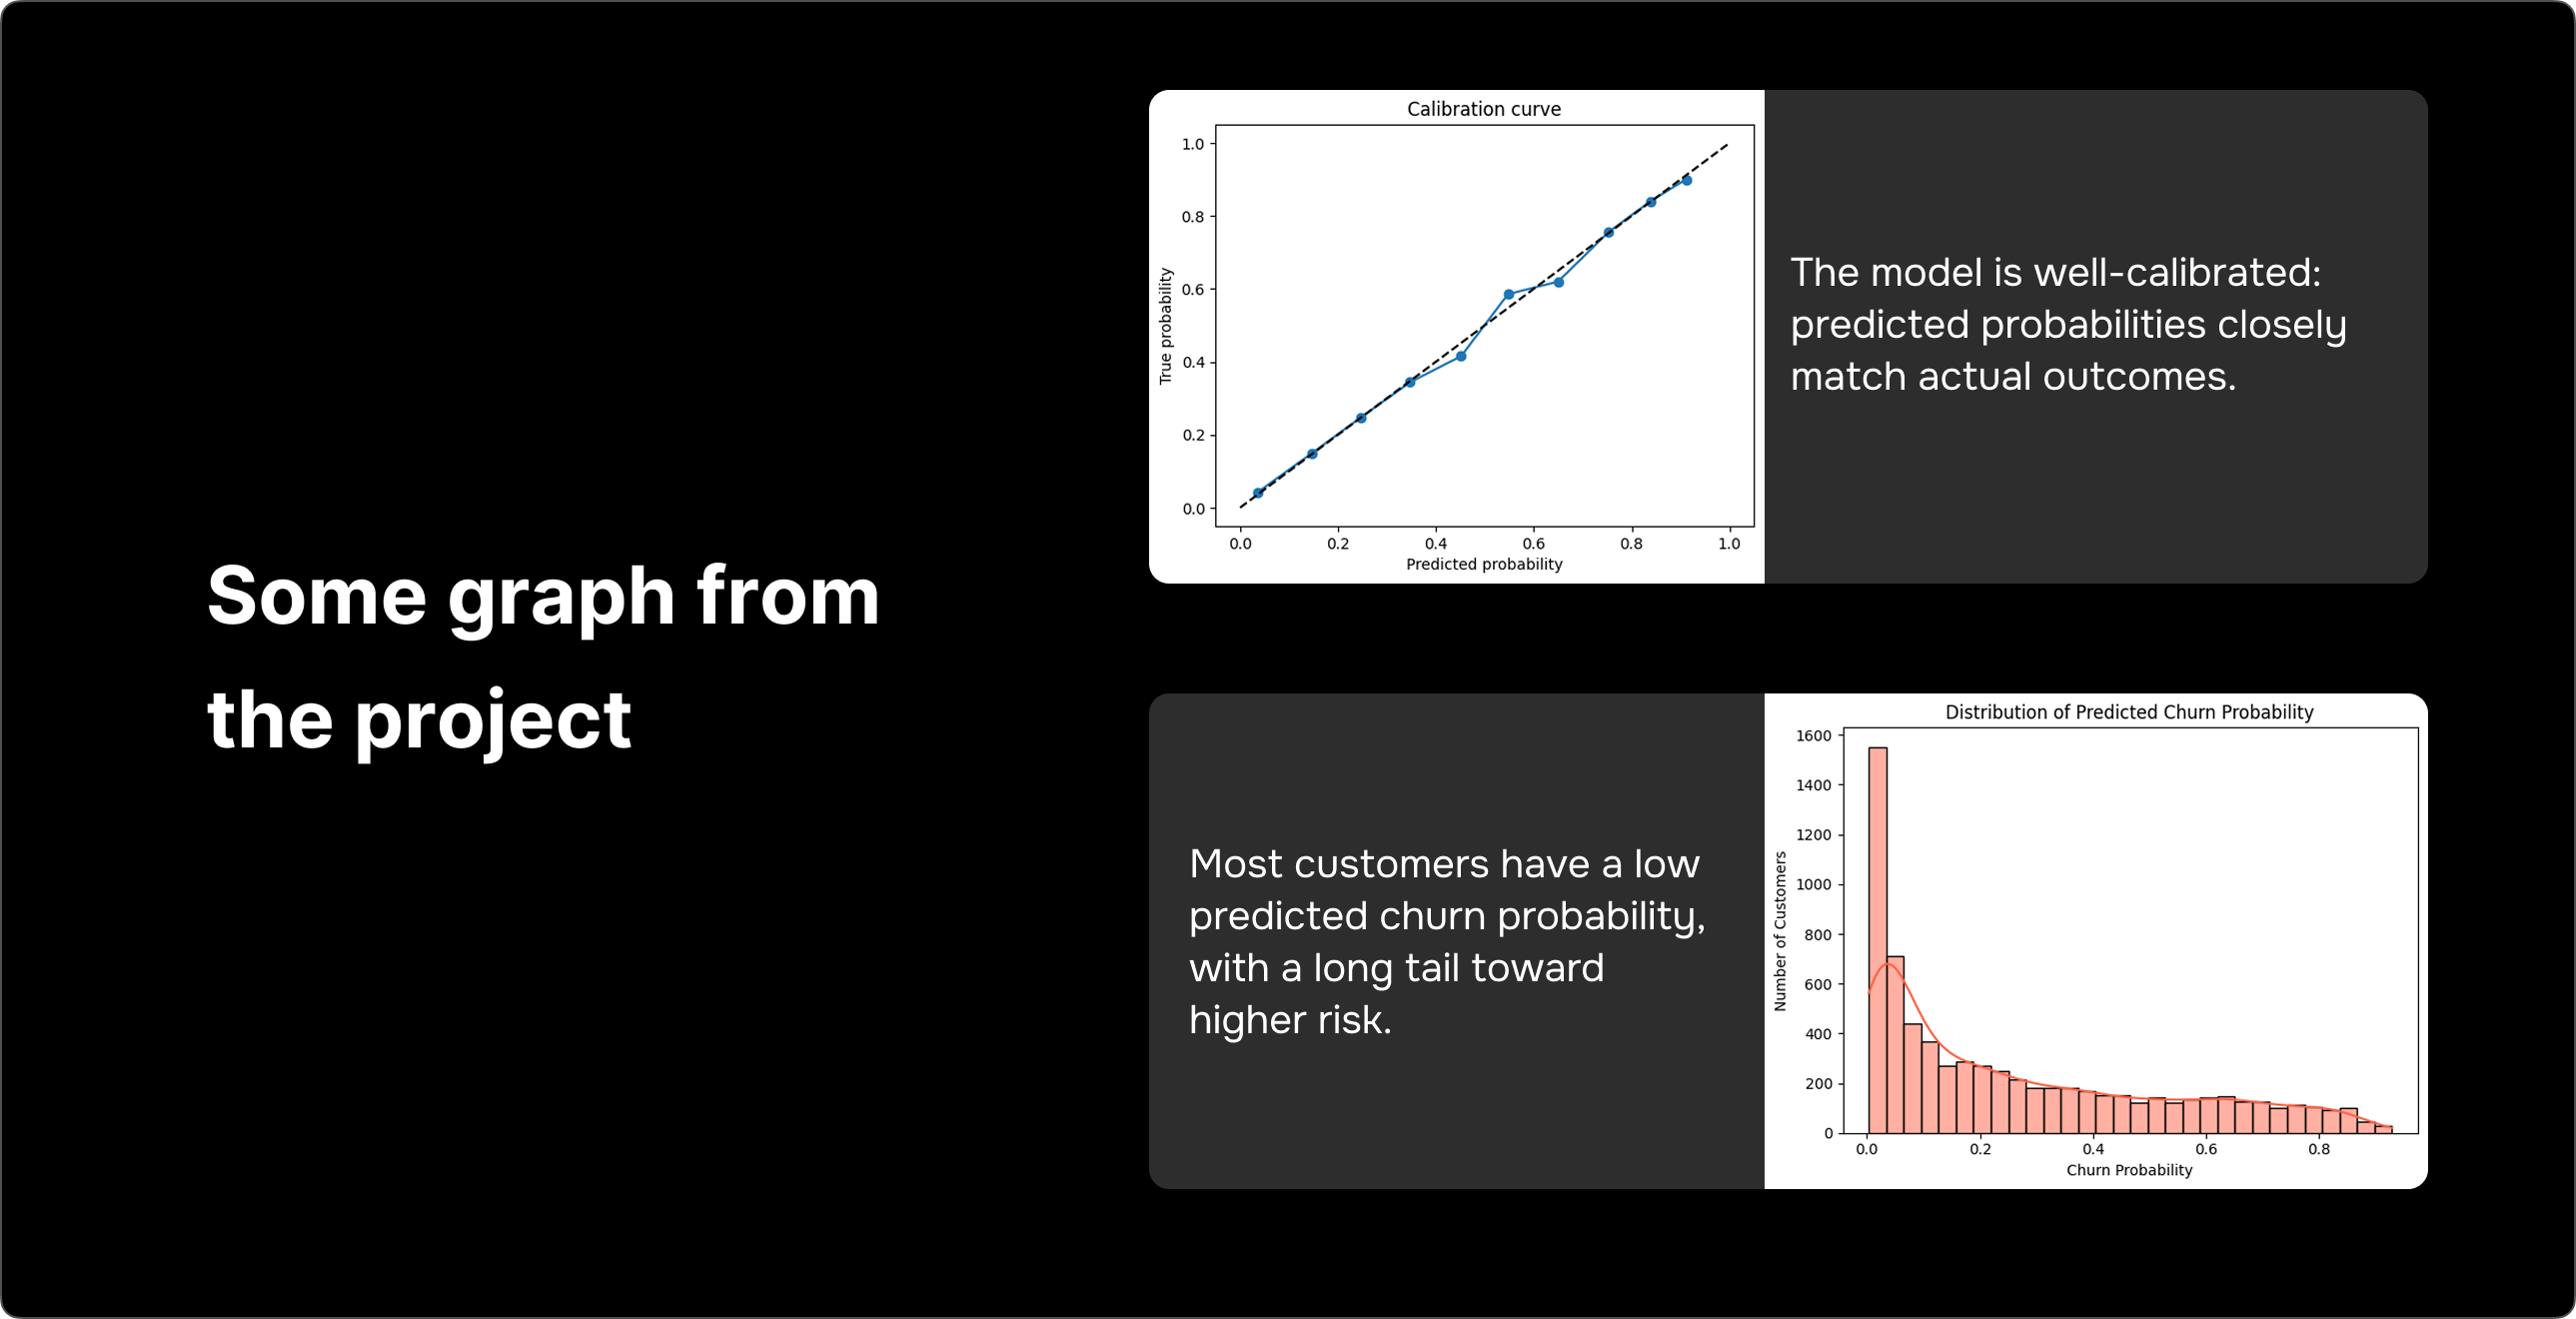 Some graph from
the project
Calibration curve
1.0
0.8
0.6
0.4
0.2
0.0
True probability
0.0 0.2 0.4 0.6 0.8 1.0
Predicted probability
The model is well-calibrated:
predicted probabilities closely
match actual outcomes.
Most customers have a low
predicted churn probability,
with a long tail toward
higher risk.
Distribution of Predicted Churn Probability
1600
1400
1200
1000
800
600
400
200
0
Number of Customers
0.0 0.2 0.4 0.6 0.8
Churn Probability